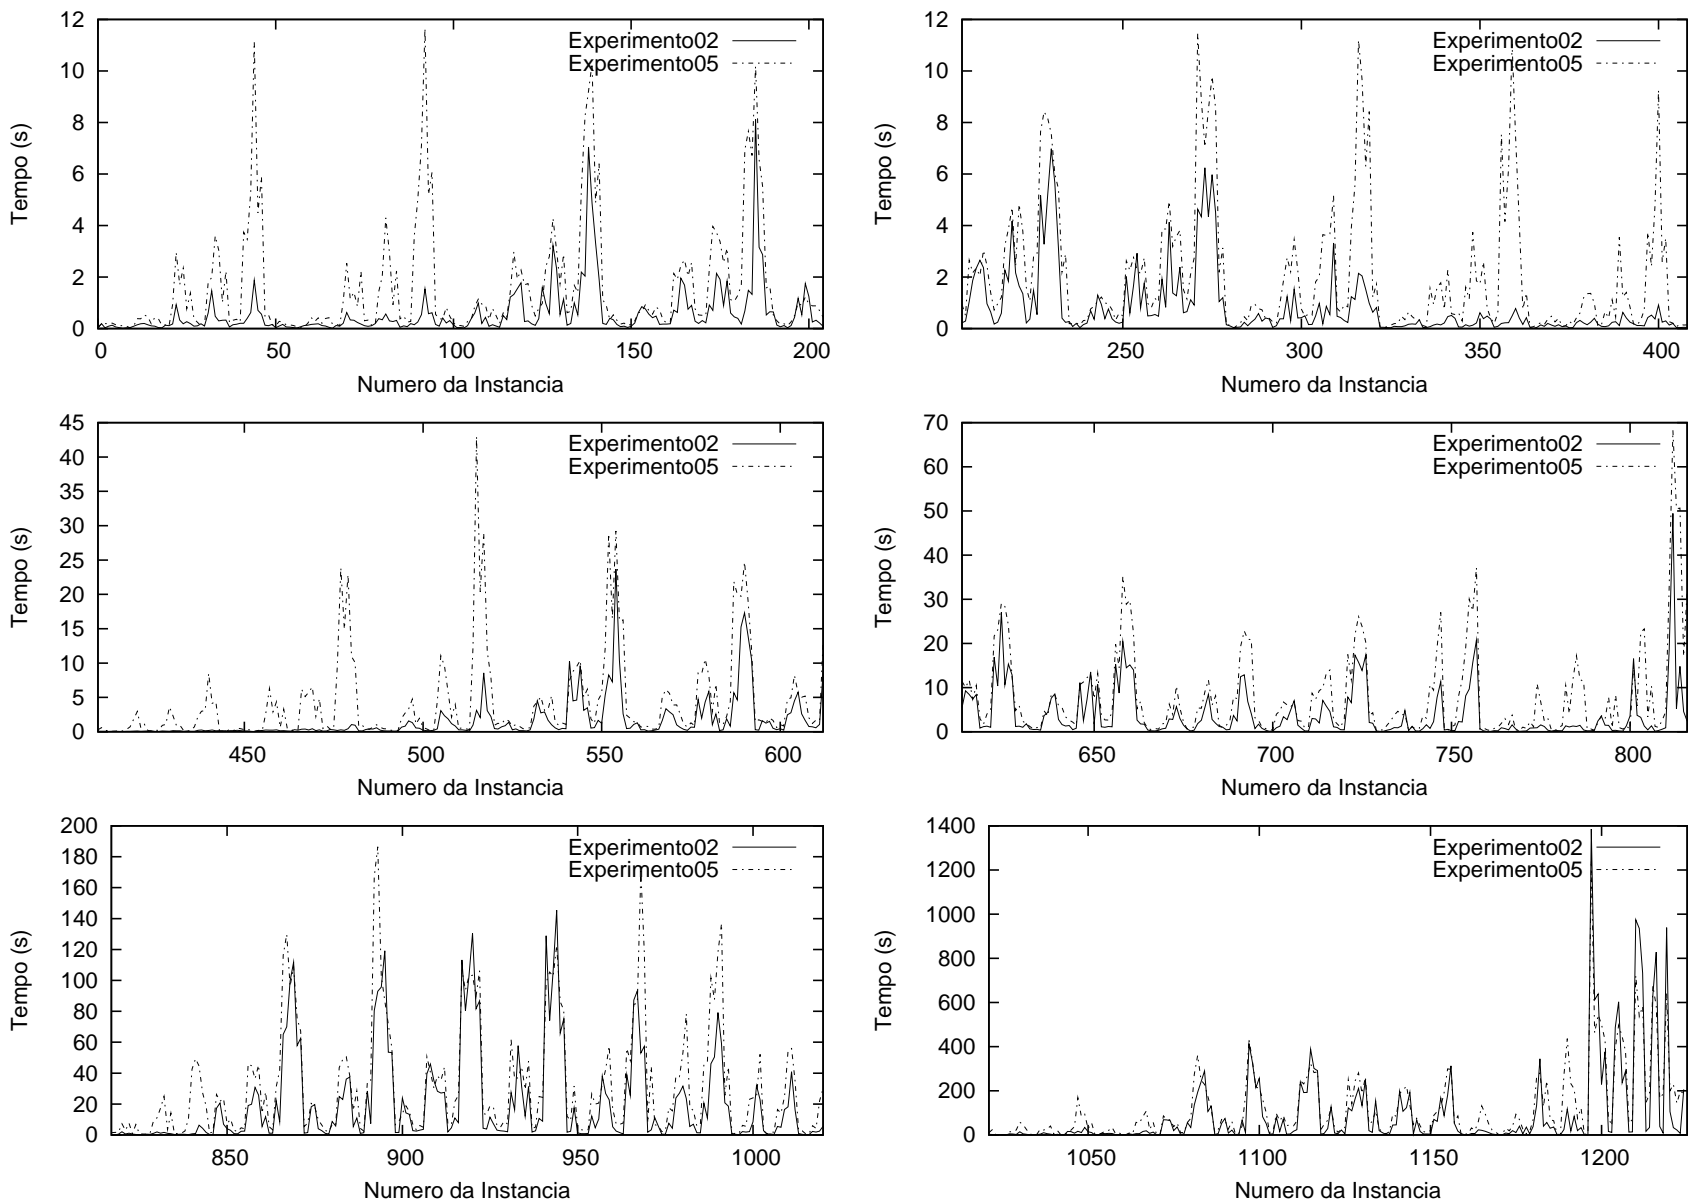 12
10
8
6
4
2
0
Tempo (s)
Experimento02
Experimento05
0 50 100 150 200
Numero da Instancia
12
10
8
6
4
2
0
Tempo (s)
Experimento02
Experimento05
250 300 350 400
Numero da Instancia
45
40
35
30
25
20
15
10
5
0
Tempo (s)
Experimento02
Experimento05
450 500 550 600
Numero da Instancia
70
60
50
40
30
20
10
0
Tempo (s)
Experimento02
Experimento05
650 700 750 800
Numero da Instancia
200
180
160
140
120
100
80
60
40
20
0
Tempo (s)
Experimento02
Experimento05
850 900 950 1000
Numero da Instancia
1400
1200
1000
800
600
400
200
0
Tempo (s)
Experimento02
Experimento05
1050 1100 1150 1200
Numero da Instancia